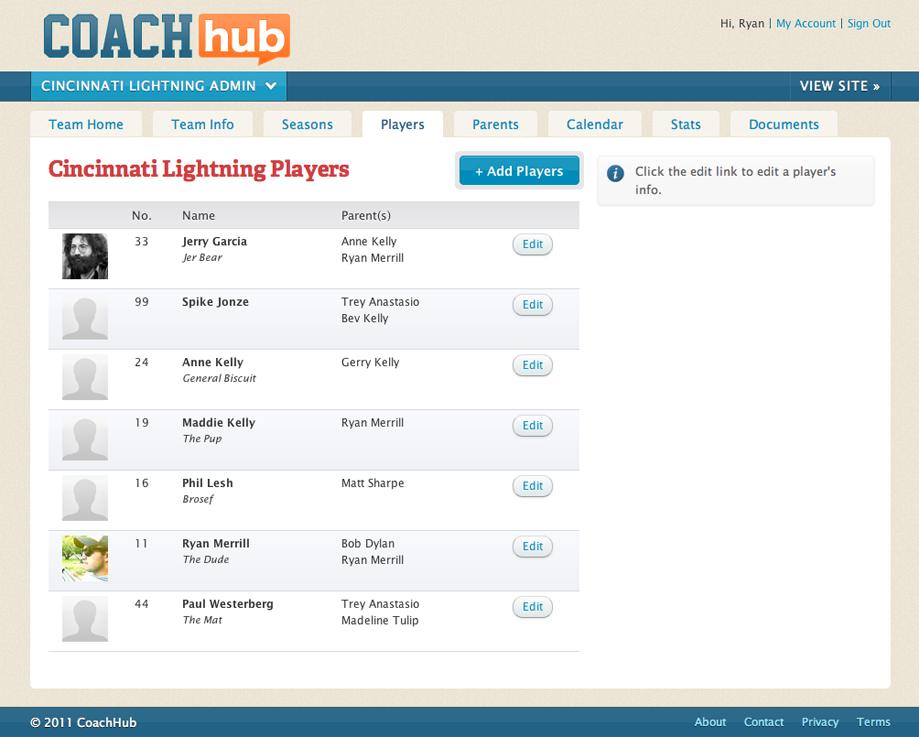 COACH hub
Hi, Ryan | My Account | Sign Out
CINCINNATI LIGHTNING ADMIN
VIEW SITE »
Team Home Team Info Seasons Players Parents Calendar Stats Documents
Cincinnati Lightning Players
+ Add Players
i Click the edit link to edit a player's
info.
No. Name Parent(s)
33 Jerry Garcia Anne Kelly Edit
Jer Bear Ryan Merrill
99 Spike Jonze Trey Anastasio Edit
Bev Kelly
24 Anne Kelly Gerry Kelly Edit
General Biscuit
19 Maddie Kelly Ryan Merrill Edit
The Pup
16 Phil Lesh Matt Sharpe Edit
Brosef
11 Ryan Merrill Bob Dylan Edit
The Dude Ryan Merrill
44 Paul Westerberg Trey Anastasio Edit
The Mat Madeline Tulip
© 2011 CoachHub
About Contact Privacy Terms